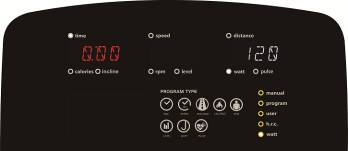 time speed distance
0:00 120
calories incline rpm level watt pulse
PROGRAM TYPE
manual
program
user
h.r.c.
watt